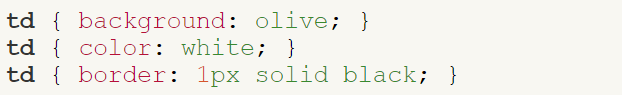 td { background: olive; }
td { color: white; }
td { border: 1px solid black; }